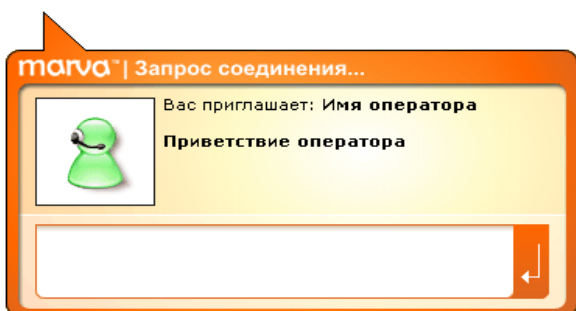 marva™ | Запрос соединения...
Вас приглашает: Имя оператора
Приветствие оператора